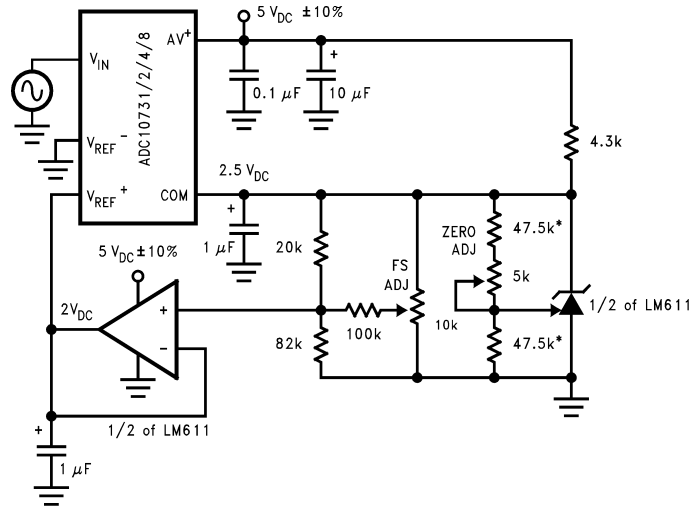 5 VDC ±10%
AV+
VIN
ADC10731/2/4/8
0.1 µF
+
10 µF
4.3k
VREF −
2.5 VDC
VREF +
COM
+
1 µF
20k
FS
ADJ
ZERO
ADJ
47.5k*
5k
5 VDC ±10%
2VDC
+
−
82k
100k
10k
1/2 of LM611
47.5k*
1/2 of LM611
+
1 µF